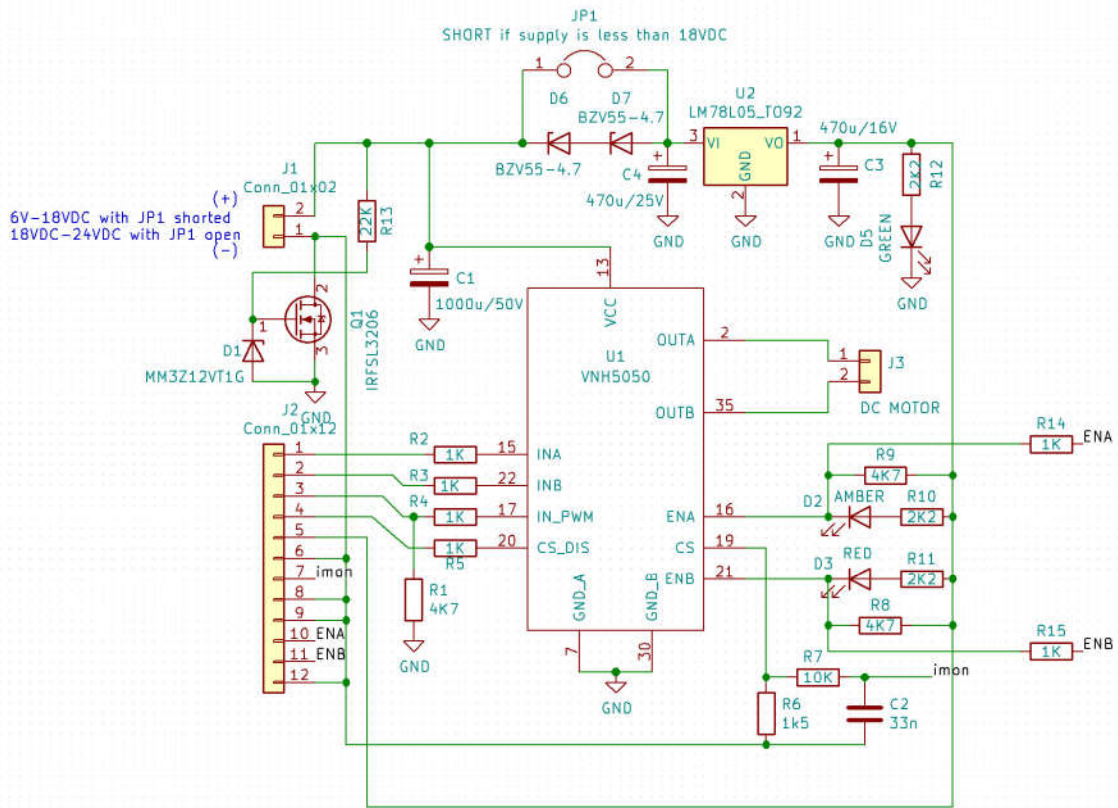 JP1
SHORT if supply is less than 18VDC
1
2
D6
D7
BZV55-4.7
BZV55-4.7
U2
LM78L05_TO92
3
VI
VO
1
GND
2
GND
C4
470u/25V
GND
470u/16V
C3
GND
2K2
R12
D5
GREEN
GND
J1
Conn_01x02
(+)
6V-18VDC with JP1 shorted
18VDC-24VDC with JP1 open
(-)
2
1
22K
R13
C1
1000u/50V
GND
1
2
3
Q1
IRFSL3206
D1
MM3Z12VT1G
GND
J2
Conn_01x12
1
2
3
4
5
6
7
imon
8
9
10
ENA
11
ENB
12
R2
1K
R3
1K
R4
1K
1K
R5
R1
4K7
GND
13
VCC
U1
VNH5050
15
INA
22
INB
17
IN_PWM
20
CS_DIS
OUTA
2
OUTB
35
ENA
16
CS
19
ENB
21
GND_A
GND_B
7
30
GND
1
2
J3
DC MOTOR
R14
1K
ENA
R9
4K7
D2
AMBER
R10
2K2
D3
RED
R11
2K2
R8
4K7
R15
1K
ENB
R7
10K
imon
R6
1k5
C2
33n